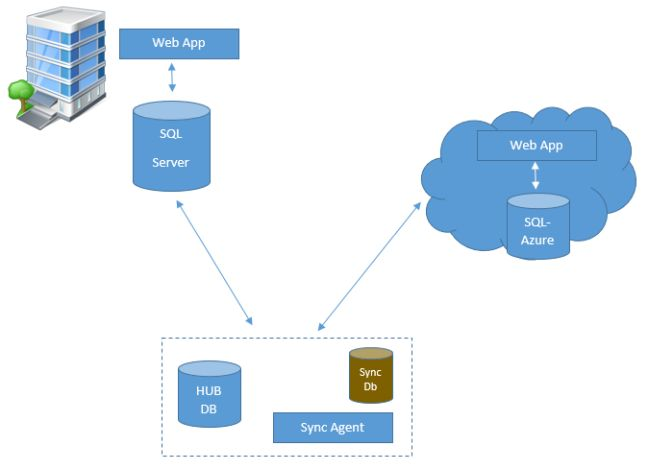 Web App
SQL
Server
Web App
SQL-
Azure
HUB
DB
Sync
Db
Sync Agent